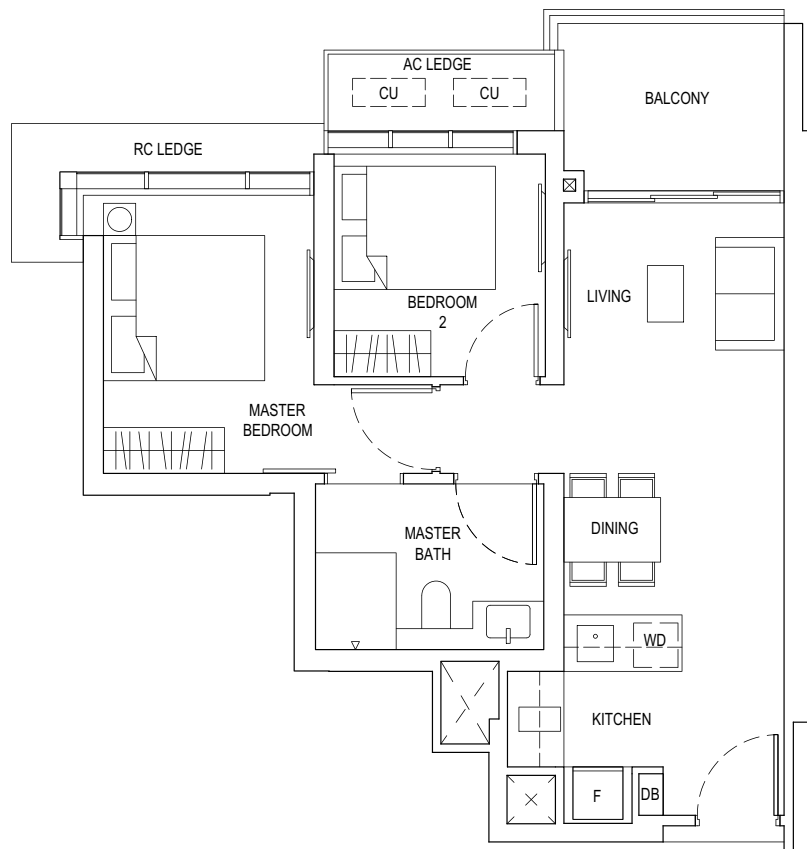 AC LEDGE
CU
CU
BALCONY
RC LEDGE
BEDROOM
2
LIVING
MASTER
BEDROOM
MASTER
BATH
DINING
WD
KITCHEN
F
DB